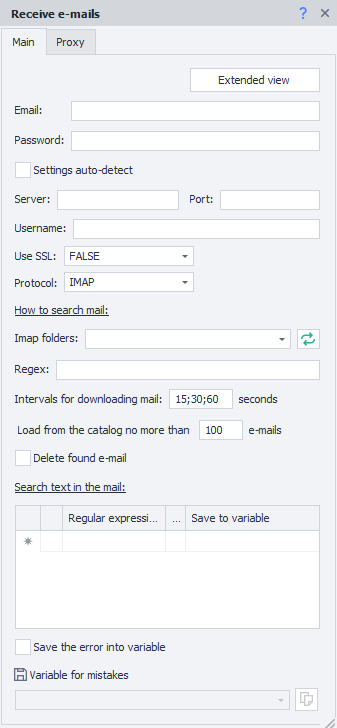 Receive e-mails ? ×
Main Proxy
Extended view
Email:
Password:
Settings auto-detect
Server: Port:
Username:
Use SSL: FALSE
Protocol: IMAP
How to search mail:
Imap folders:
Regex:
Intervals for downloading mail: 15;30;60 seconds
Load from the catalog no more than 100 e-mails
Delete found e-mail
Search text in the mail:
Regular expressi... ... Save to variable
Save the error into variable
Variable for mistakes